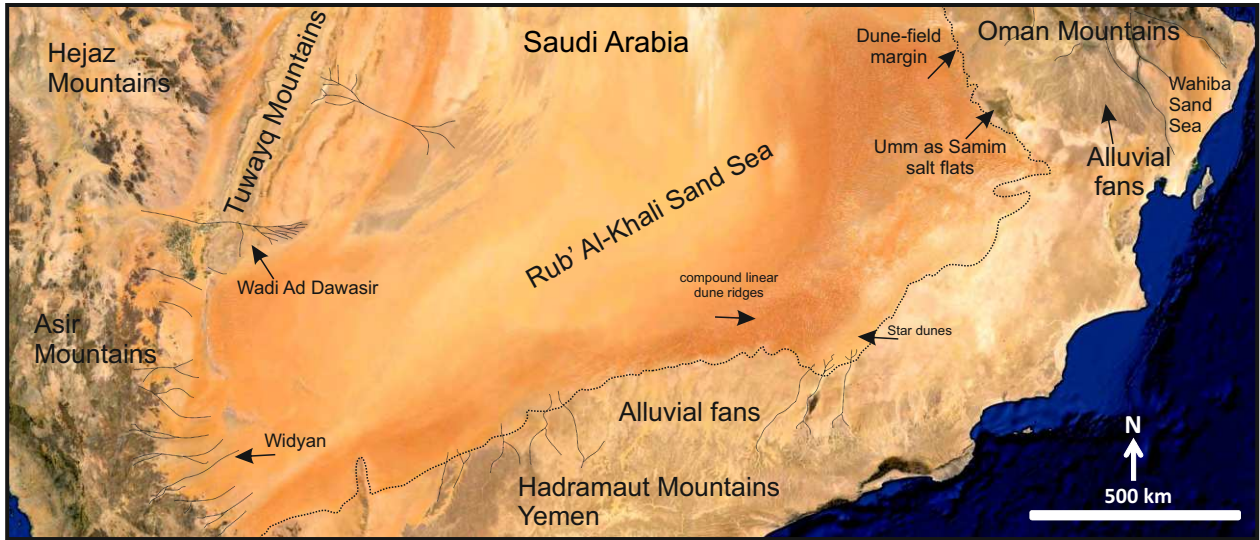 Hejaz
Mountains
Tuwayq Mountains
Saudi Arabia
Dune-field
margin
Oman Mountains
Wahiba
Sand
Sea
Umm as Samim
salt flats
Alluvial
fans
Rub' Al-Khali Sand Sea
Wadi Ad Dawasir
compound linear
dune ridges
Asir
Mountains
Star dunes
Alluvial fans
Widyan
Hadramaut Mountains
Yemen
N
500 km